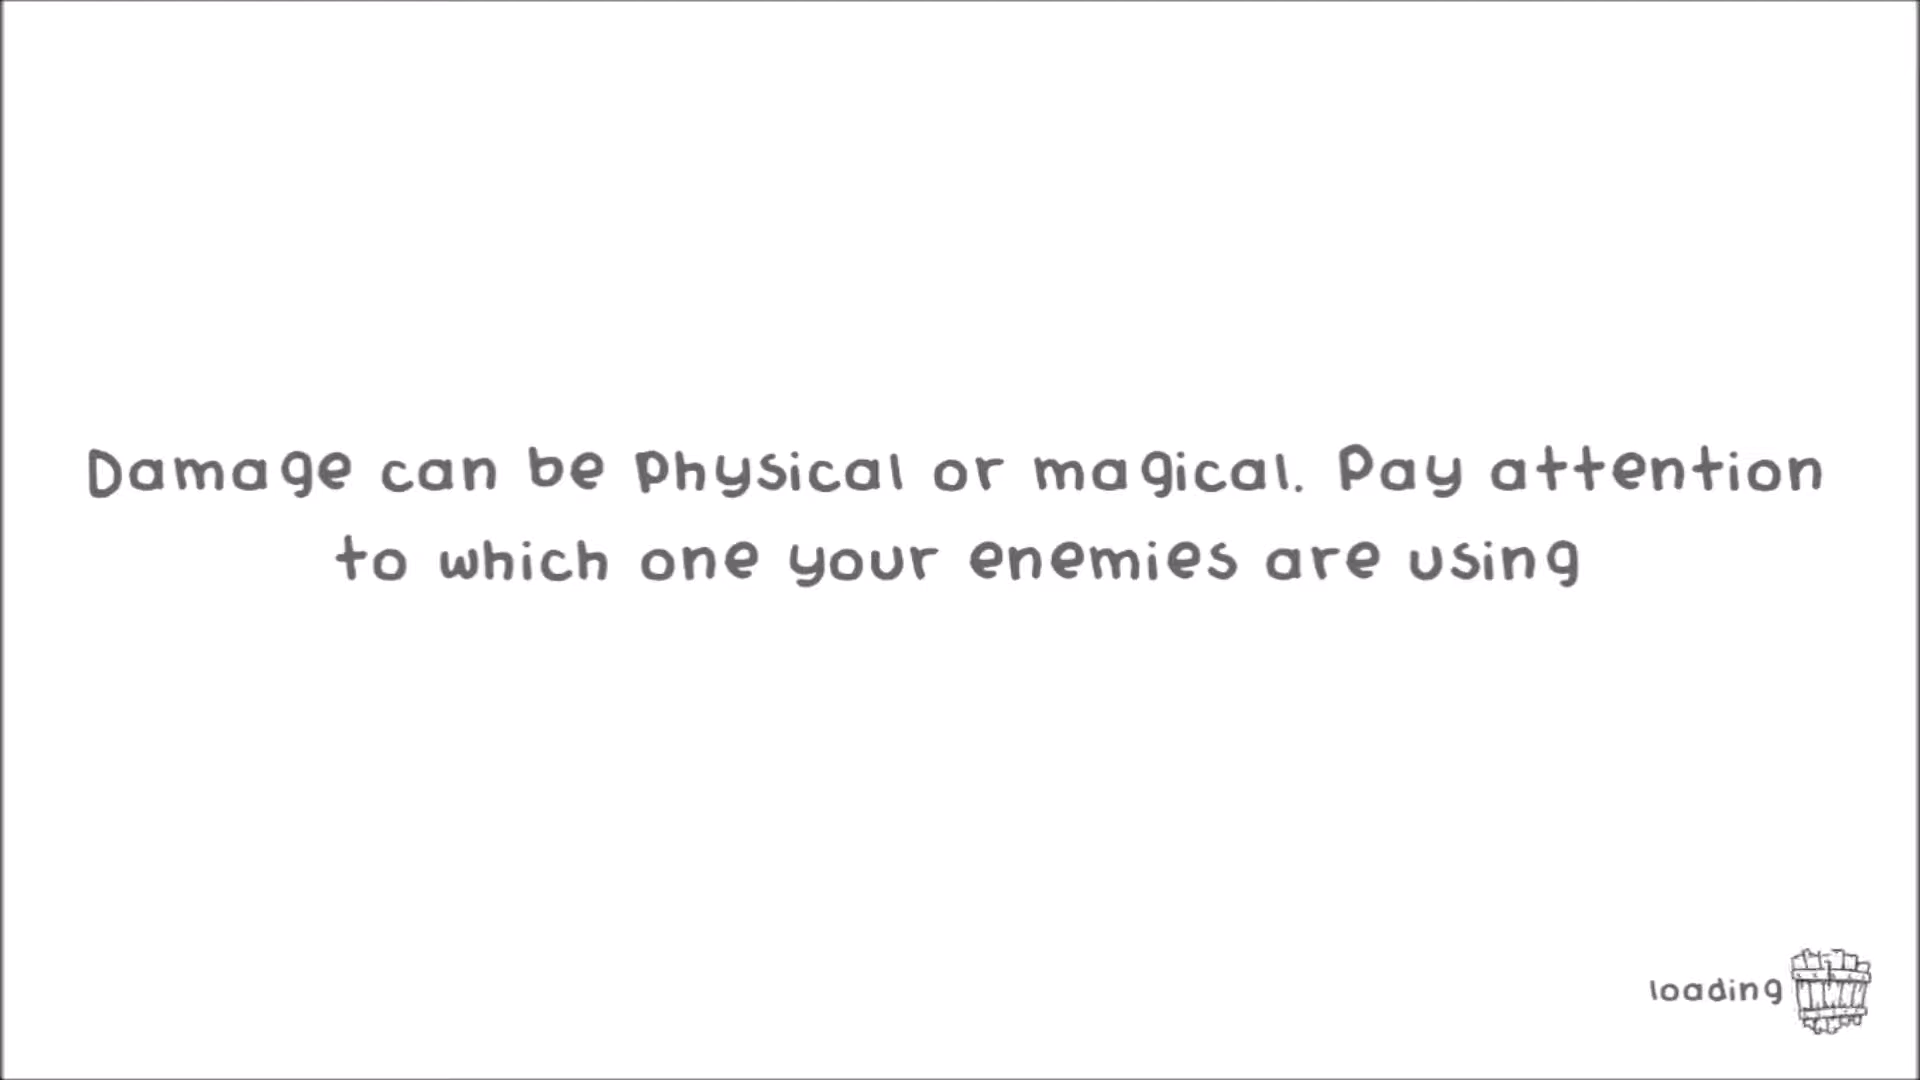 Damage can be Physical or magical. Pay attention
to which one your enemies are using
loading